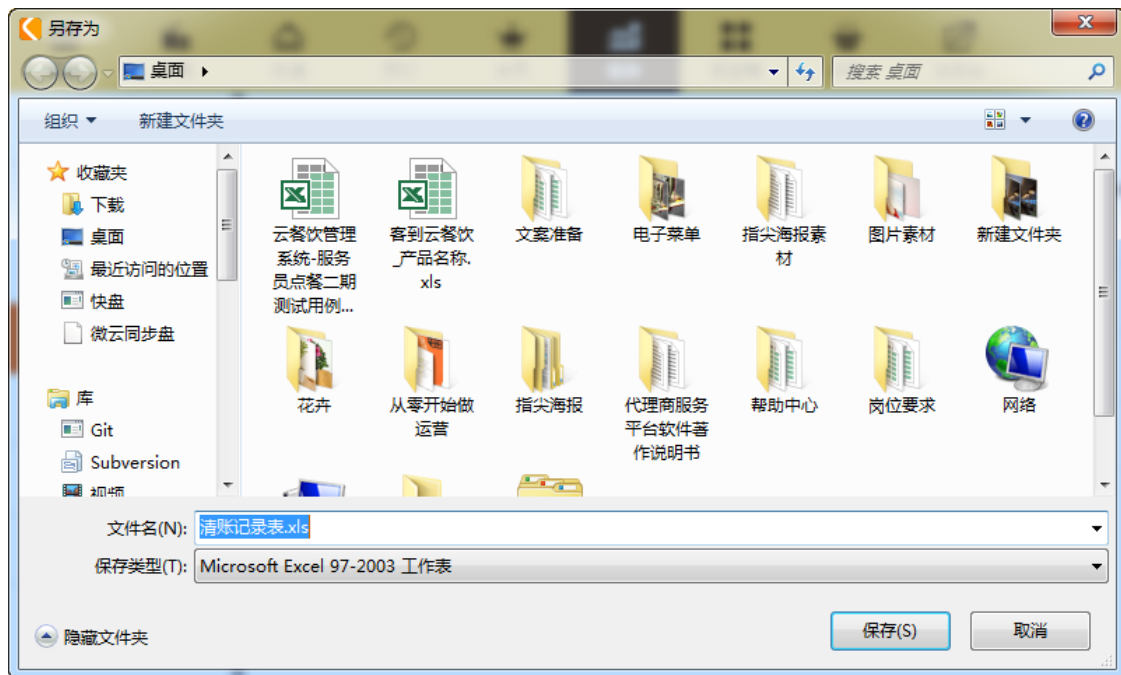 另存为
桌面
搜索 桌面
组织
新建文件夹
收藏夹
下载
桌面
最近访问的位置
快盘
微云同步盘
库
Git
Subversion
视频
云餐饮管理
系统-服务
员点餐二期
测试用例...
客到云餐饮
_产品名称.
xls
文案准备
电子菜单
指尖海报素
材
图片素材
新建文件夹
花卉
从零开始做
运营
指尖海报
代理商服务
平台软件著
作说明书
帮助中心
岗位要求
网络
文件名(N):
清账记录表.xls
保存类型(T):
Microsoft Excel 97-2003 工作表
隐藏文件夹
保存(S)
取消